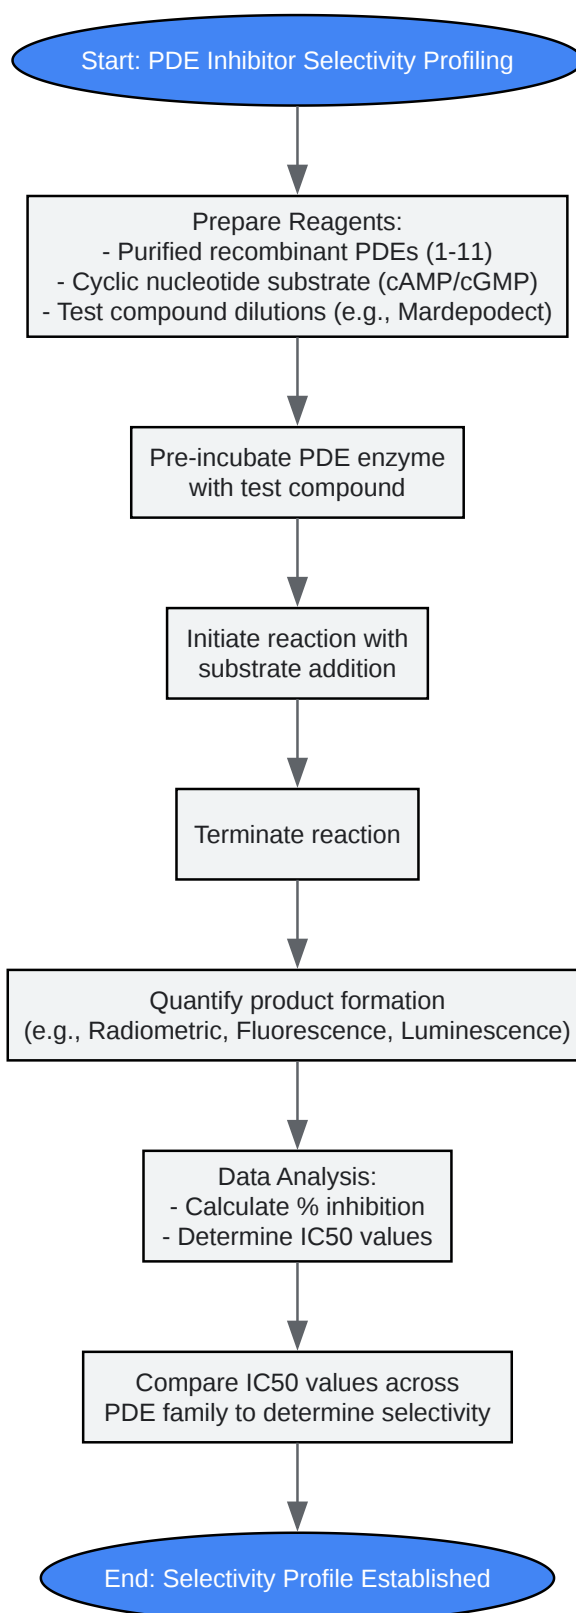 Start: PDE Inhibitor Selectivity Profiling
Prepare Reagents:
- Purified recombinant PDEs (1-11)
- Cyclic nucleotide substrate (cAMP/cGMP)
- Test compound dilutions (e.g., Mardepodect)
Pre-incubate PDE enzyme
with test compound
Initiate reaction with
substrate addition
Terminate reaction
Quantify product formation
(e.g., Radiometric, Fluorescence, Luminescence)
Data Analysis:
- Calculate % inhibition
- Determine IC50 values
Compare IC50 values across
PDE family to determine selectivity
End: Selectivity Profile Established